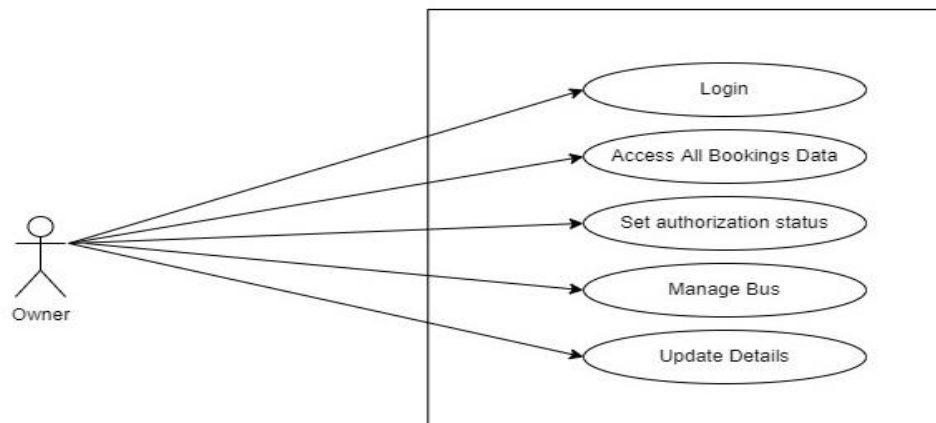 Login
Access All Bookings Data
Set authorization status
Manage Bus
Owner
Update Details